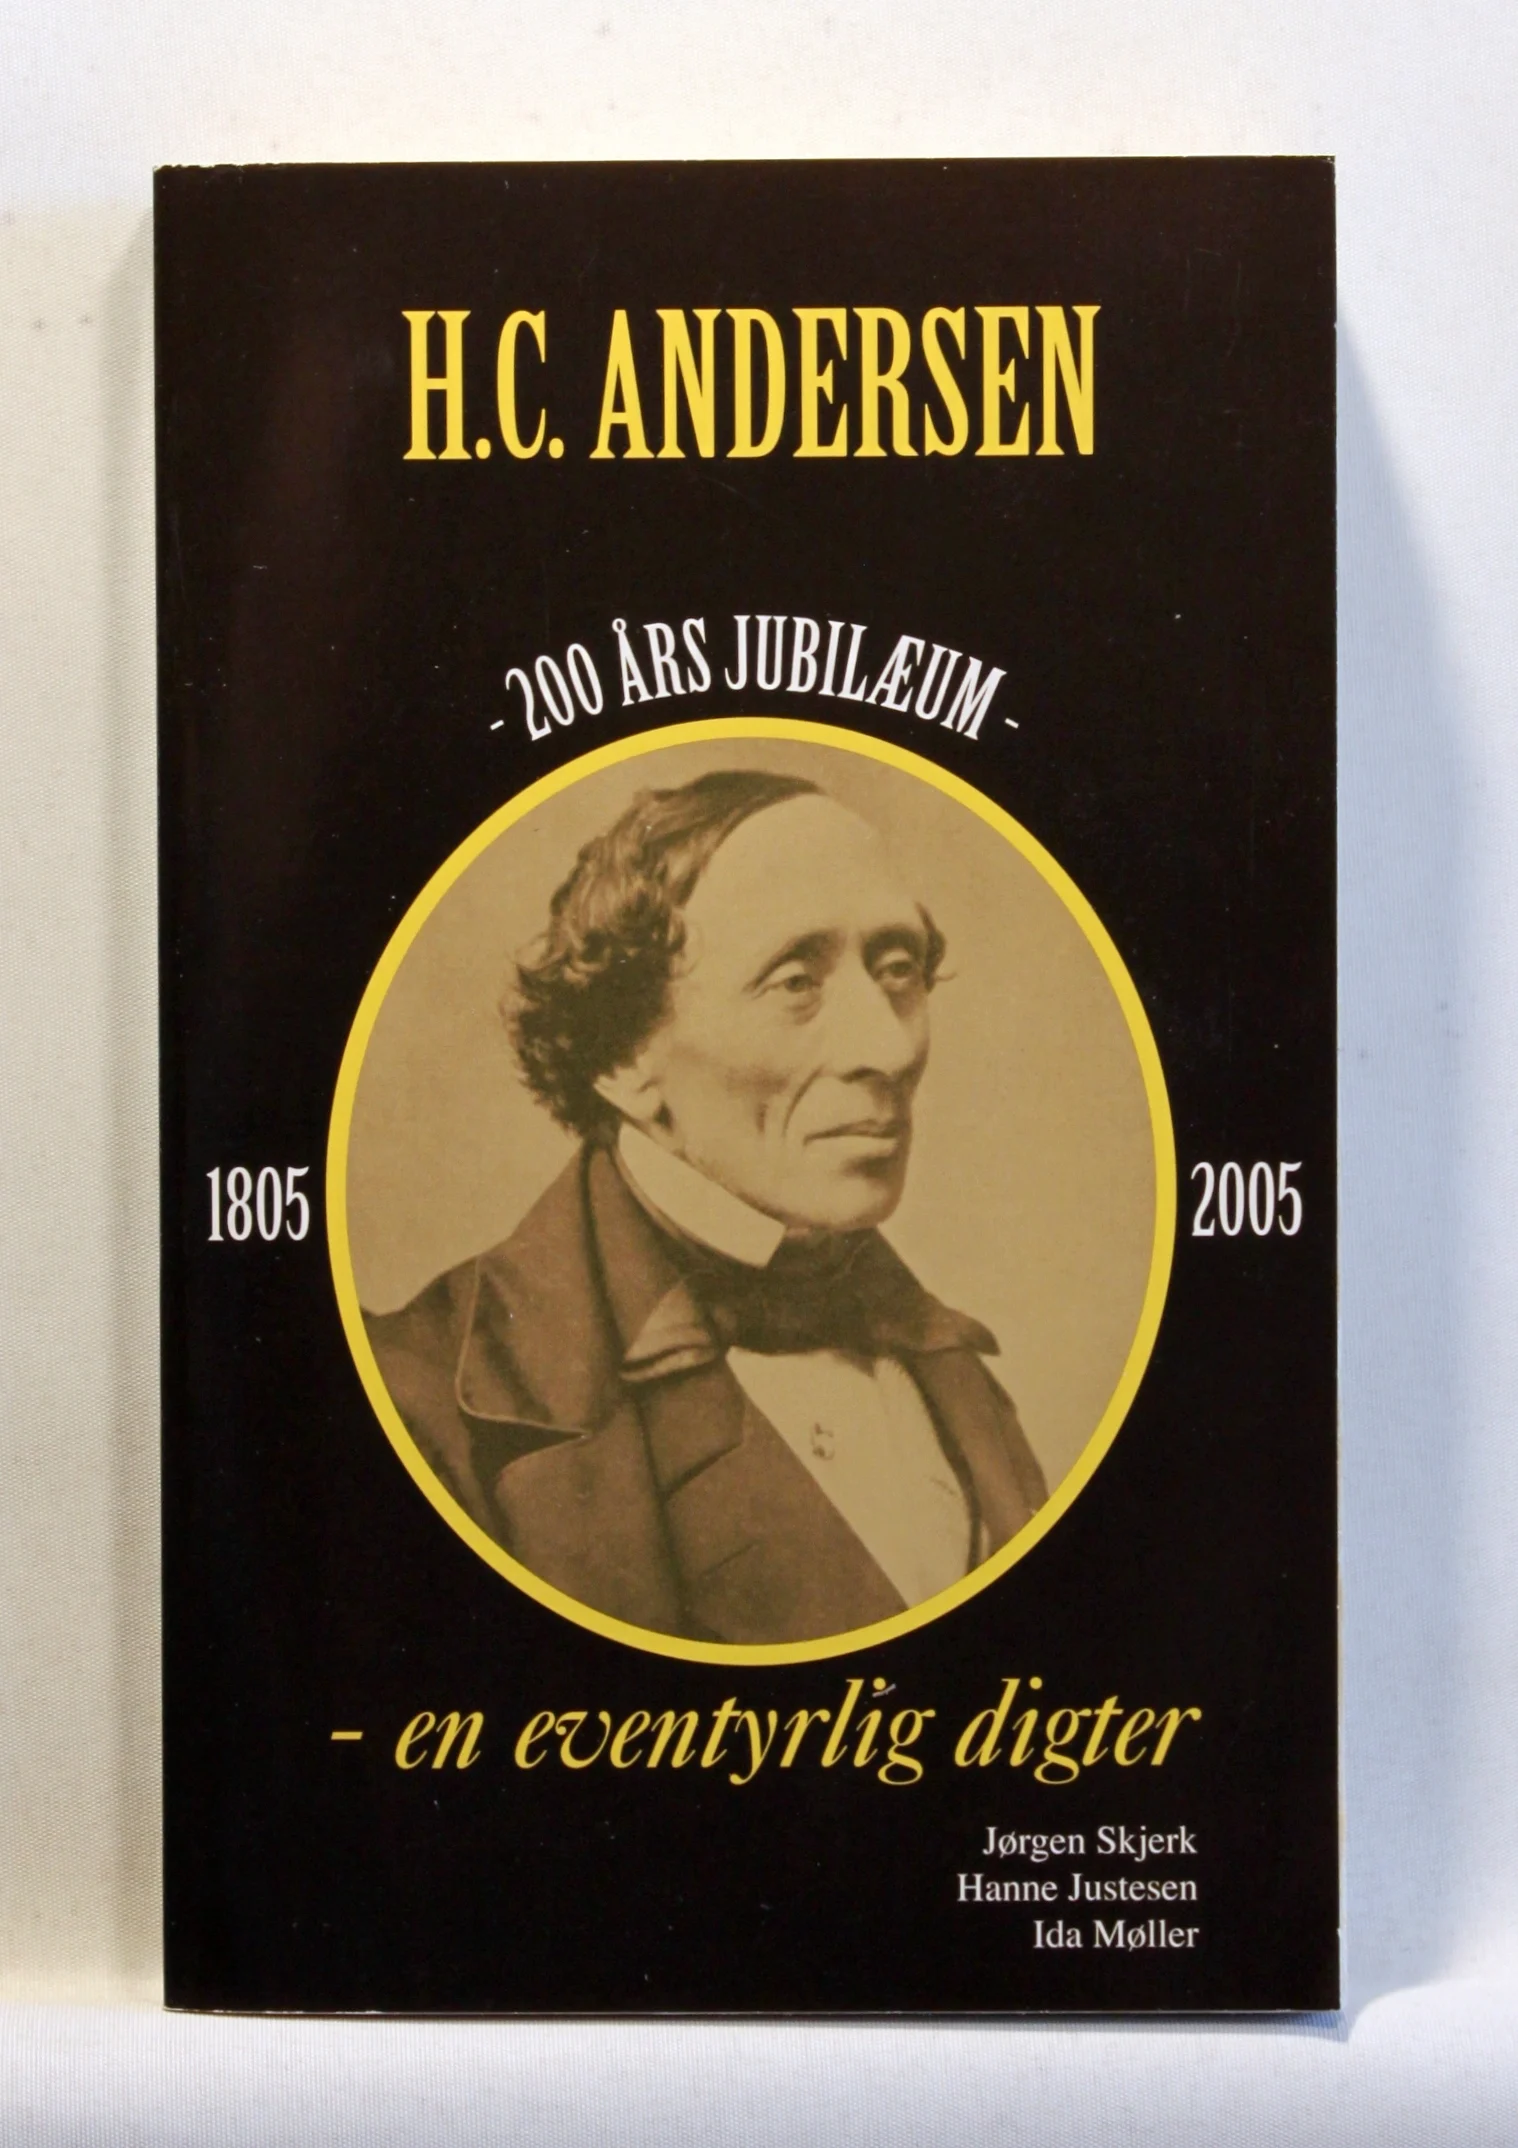 H.C. ANDERSEN
- 200 ÅRS JUBILÆUM -
1805
2005
- en eventyrlig digter
Jørgen Skjerk
Hanne Justesen
Ida Møller